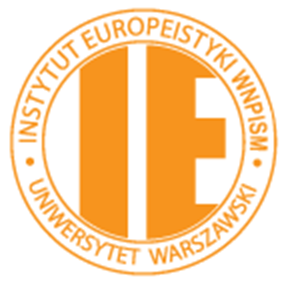 INSTYTUT EUROPEISTYKI WNPISM
IE
UNIWERSYTET WARSZAWSKI